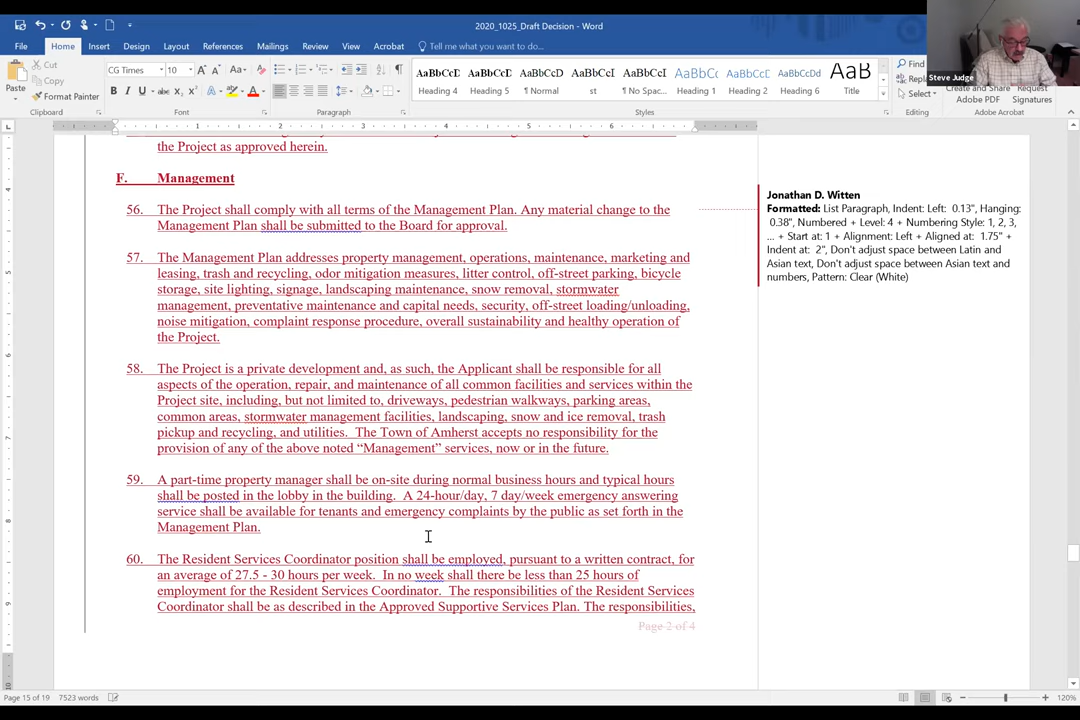 2020_1025_Draft Decision - Word
File Home Insert Design Layout References Mailings Review View Acrobat Tell me what you want to do...
Paste Cut Copy Format Painter
CG Times 10
AaBbCcD AaBbCcD AaBbCcD AaBbCcI AaBbCcD AaBbCcD AaBbCcD AaBbCcDd AaB
Heading 4 Heading 5 ¶ Normal strt ¶ No Spac... Heading 1 Heading 2 Heading 6 Title
Find
Select
Create and Share Adobe PDF
Request Signatures
Clipboard Font Paragraph Styles Editing Adobe Acrobat
Steve Judge
the Project as approved herein.
F. Management
56. The Project shall comply with all terms of the Management Plan. Any material change to the
Management Plan shall be submitted to the Board for approval.
57. The Management Plan addresses property management, operations, maintenance, marketing and
leasing, trash and recycling, odor mitigation measures, litter control, off-street parking, bicycle
storage, site lighting, signage, landscaping maintenance, snow removal, stormwater
management, preventative maintenance and capital needs, security, off-street loading/unloading,
noise mitigation, complaint response procedure, overall sustainability and healthy operation of
the Project.
58. The Project is a private development and, as such, the Applicant shall be responsible for all
aspects of the operation, repair, and maintenance of all common facilities and services within the
Project site, including, but not limited to, driveways, pedestrian walkways, parking areas,
common areas, stormwater management facilities, landscaping, snow and ice removal, trash
pickup and recycling, and utilities. The Town of Amherst accepts no responsibility for the
provision of any of the above noted “Management” services, now or in the future.
59. A part-time property manager shall be on-site during normal business hours and typical hours
shall be posted in the lobby in the building. A 24-hour/day, 7 day/week emergency answering
service shall be available for tenants and emergency complaints by the public as set forth in the
Management Plan.
60. The Resident Services Coordinator position shall be employed, pursuant to a written contract, for
an average of 27.5 - 30 hours per week. In no week shall there be less than 25 hours of
employment for the Resident Services Coordinator. The responsibilities of the Resident Services
Coordinator shall be as described in the Approved Supportive Services Plan. The responsibilities,
Page 2 of 4
Jonathan D. Witten
Formatted: List Paragraph, Indent: Left: 0.13", Hanging:
0.38", Numbered + Level: 4 + Numbering Style: 1, 2, 3,
... + Start at: 1 + Alignment: Left + Aligned at: 1.75" +
Indent at: 2", Don't adjust space between Latin and
Asian text, Don't adjust space between Asian text and
numbers, Pattern: Clear (White)
Page 15 of 19 7523 words 120%